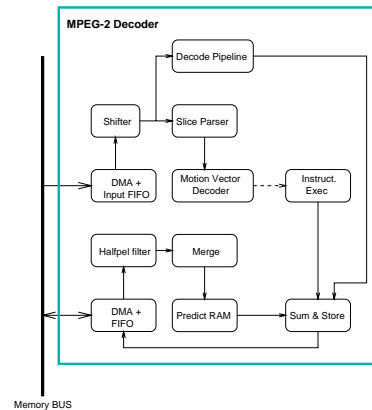 MPEG-2 Decoder
Decode Pipeline
Shifter
Slice Parser
DMA +
Input FIFO
Motion Vector
Decoder
Instruct.
Exec
Halfpel filter
Merge
DMA +
FIFO
Predict RAM
Sum & Store
Memory BUS